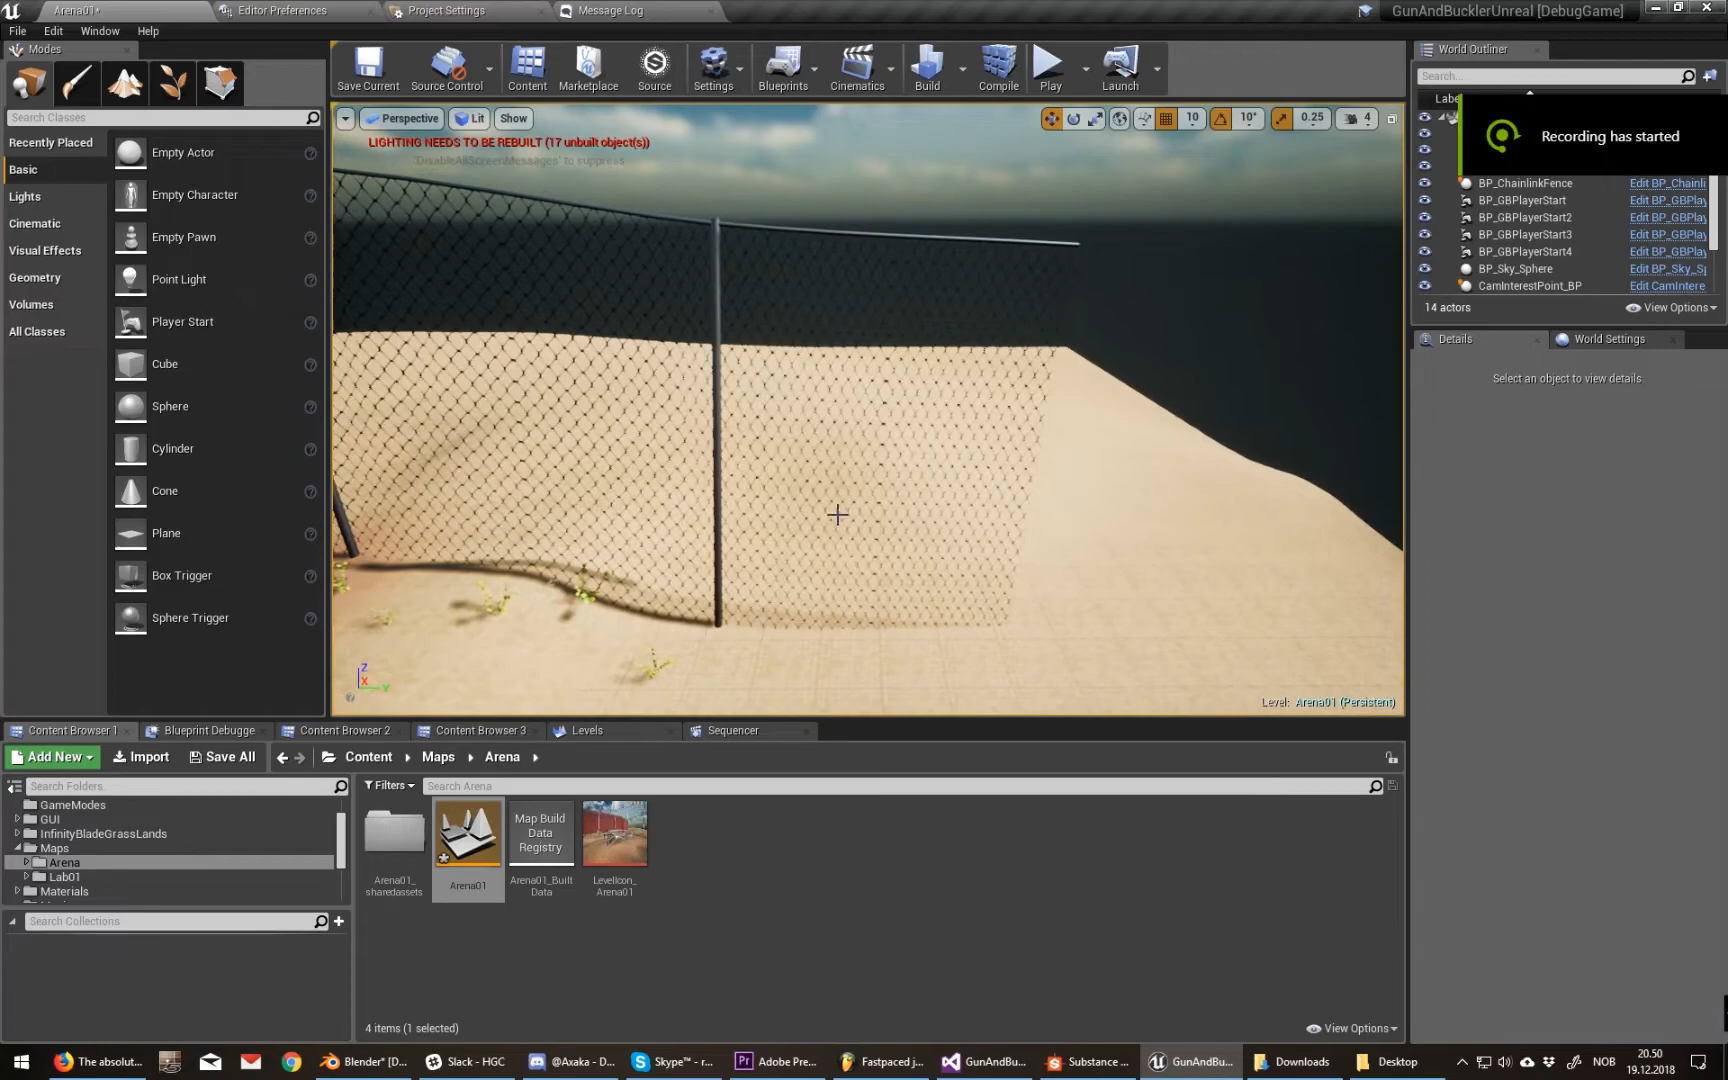 Arena01*
Editor Preferences
Project Settings
Message Log
GunAndBucklerUnreal [DebugGame]
File
Edit
Window
Help
Modes
World Outliner
Save Current
Source Control
Content
Marketplace
Source
Settings
Blueprints
Cinematics
Build
Compile
Play
Launch
Search...
Search Classes
Labe
Perspective
Lit
Show
10
10°
0.25
4
LIGHTING NEEDS TO BE REBUILT (17 unbuilt object(s))
'DisableAllScreenMessages' to suppress
Recording has started
Recently Placed
Basic
Lights
Cinematic
Visual Effects
Geometry
Volumes
All Classes
Empty Actor
Empty Character
Empty Pawn
Point Light
Player Start
Cube
Sphere
Cylinder
Cone
Plane
Box Trigger
Sphere Trigger
BP_ChainlinkFence Edit BP_Chainli
BP_GBPlayerStart Edit BP_GBPlay
BP_GBPlayerStart2 Edit BP_GBPlay
BP_GBPlayerStart3 Edit BP_GBPlay
BP_GBPlayerStart4 Edit BP_GBPlay
BP_Sky_Sphere Edit BP_Sky_Sp
CamInterestPoint_BP Edit CamIntere
14 actors
View Options
Details
World Settings
Select an object to view details.
Z
X
Y
Level: Arena01 (Persistent)
Content Browser 1
Blueprint Debugge
Content Browser 2
Content Browser 3
Levels
Sequencer
Add New
Import
Save All
Content
Maps
Arena
Search Folders
Filters
Search Arena
GameModes
GUI
InfinityBladeGrassLands
Maps
Arena
Lab01
Materials
Search Collections
Arena01_
sharedassets
Arena01
Map Build
Data
Registry
Arena01_Built
Data
LevelIcon_
Arena01
4 items (1 selected)
View Options
The absolut...
Blender* [D...
Slack - HGC
@Axaka - D...
Skype™ - r...
Adobe Pre...
Fastpaced j...
GunAndBu...
Substance ...
GunAndBu...
Downloads
Desktop
NOB
20.50
19.12.2018